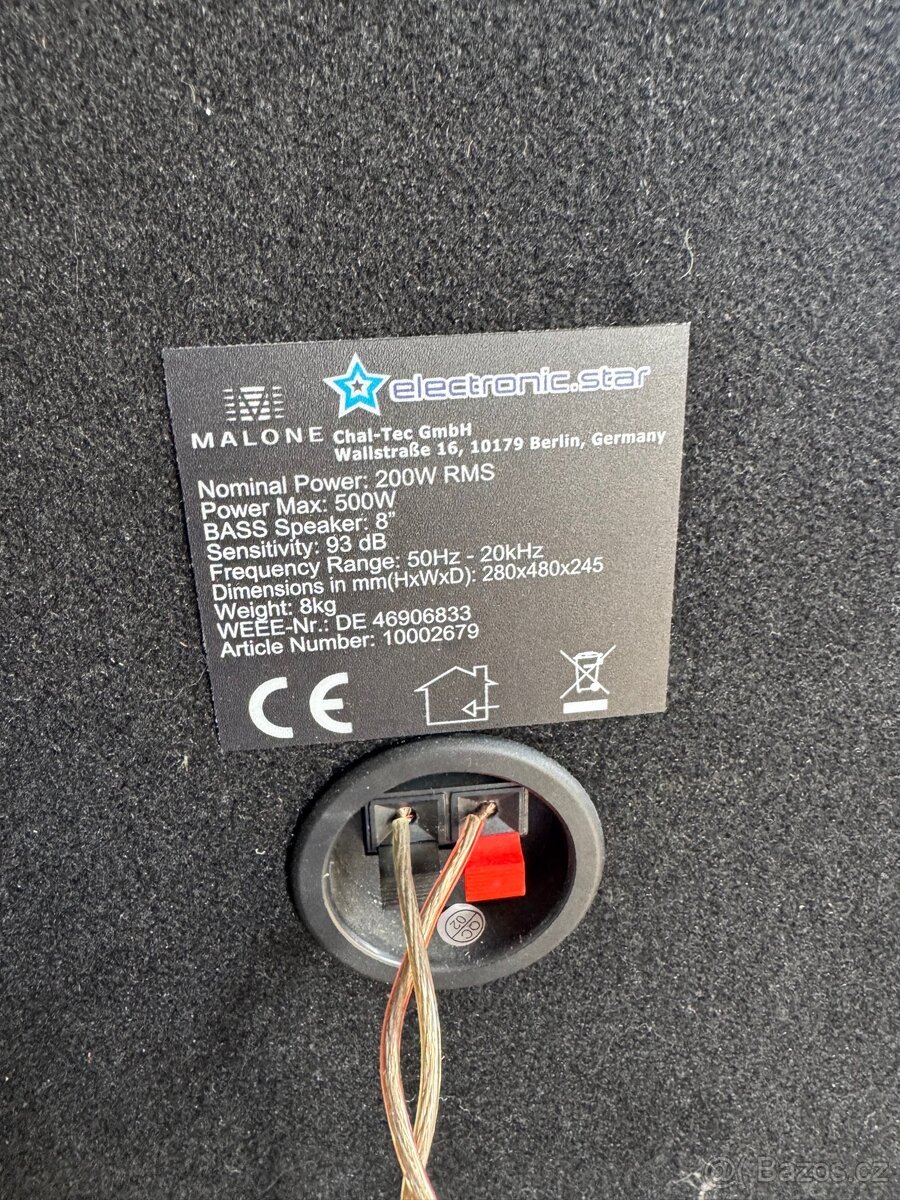 electronic.star
MALONE
Chal-Tec GmbH
Wallstraße 16, 10179 Berlin, Germany
Nominal Power: 200W RMS
Power Max: 500W
BASS Speaker: 8"
Sensitivity: 93 dB
Frequency Range: 50Hz - 20kHz
Dimensions in mm(HxWxD): 280x480x245
Weight: 8kg
WEEE-Nr.: DE 46906833
Article Number: 10002679
CE
Bazos.cz